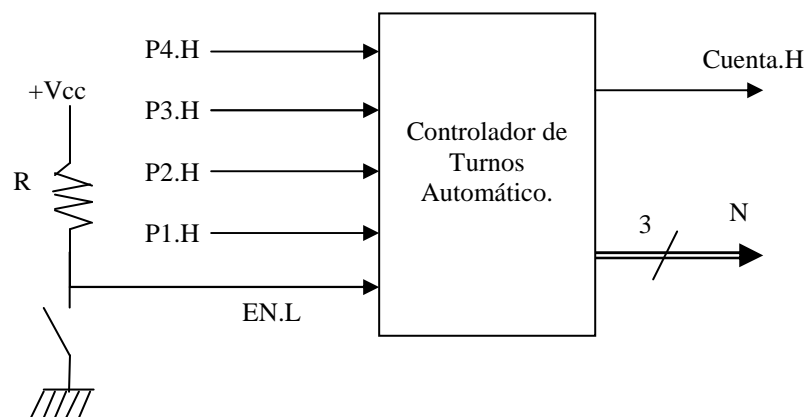 P4.H
Cuenta.H
+Vcc
P3.H
Controlador de
Turnos
Automático.
R
P2.H
P1.H
3
N
EN.L